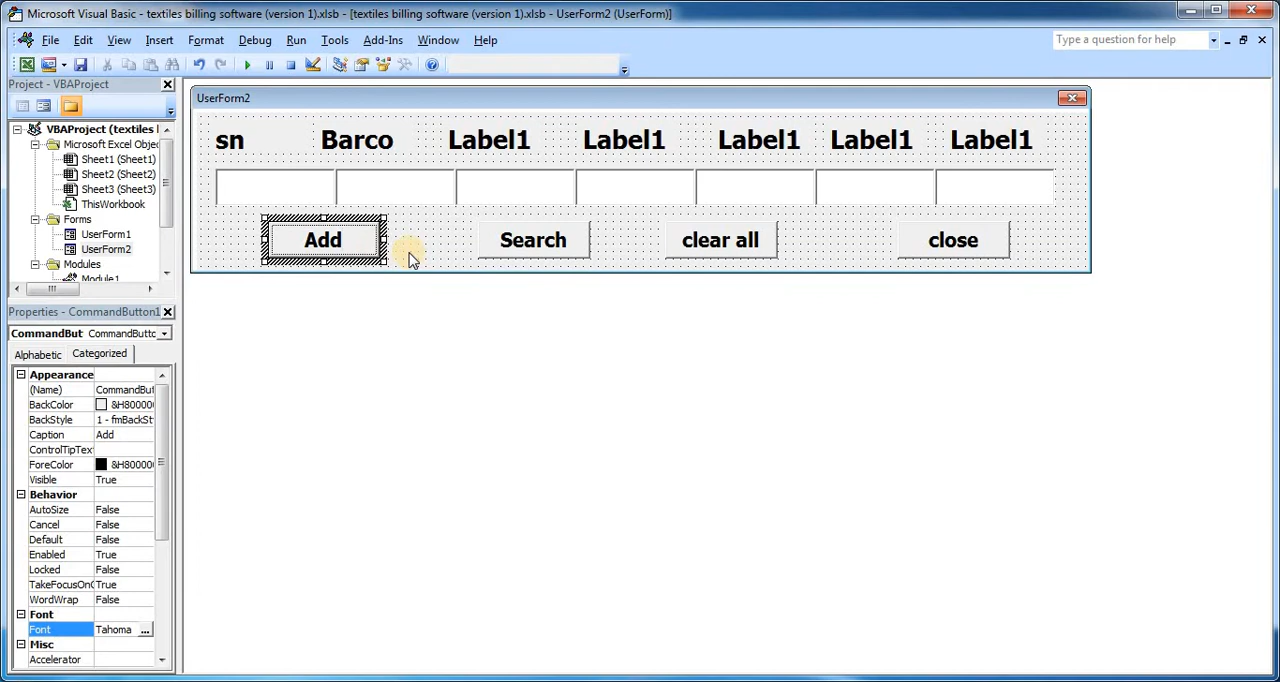 Microsoft Visual Basic - textiles billing software (version 1).xlsb - [textiles billing software (version 1).xlsb - UserForm2 (UserForm)]
File Edit View Insert Format Debug Run Tools Add-Ins Window Help
Type a question for help
Project - VBAProject
VBAProject (textiles l
Microsoft Excel Objec
Sheet1 (Sheet1)
Sheet2 (Sheet2)
Sheet3 (Sheet3)
ThisWorkbook
Forms
UserForm1
UserForm2
Modules
Module1
UserForm2
sn Barco Label1 Label1 Label1 Label1 Label1
Add Search clear all close
Properties - CommandButton1
CommandBut CommandButtc
Alphabetic Categorized
Appearance
(Name) CommandBut
BackColor &H800000
BackStyle 1 - fmBackSt
Caption Add
ControlTipText
ForeColor &H800000
Visible True
Behavior
AutoSize False
Cancel False
Default False
Enabled True
Locked False
TakeFocusOnC True
WordWrap False
Font
Font Tahoma ...
Misc
Accelerator